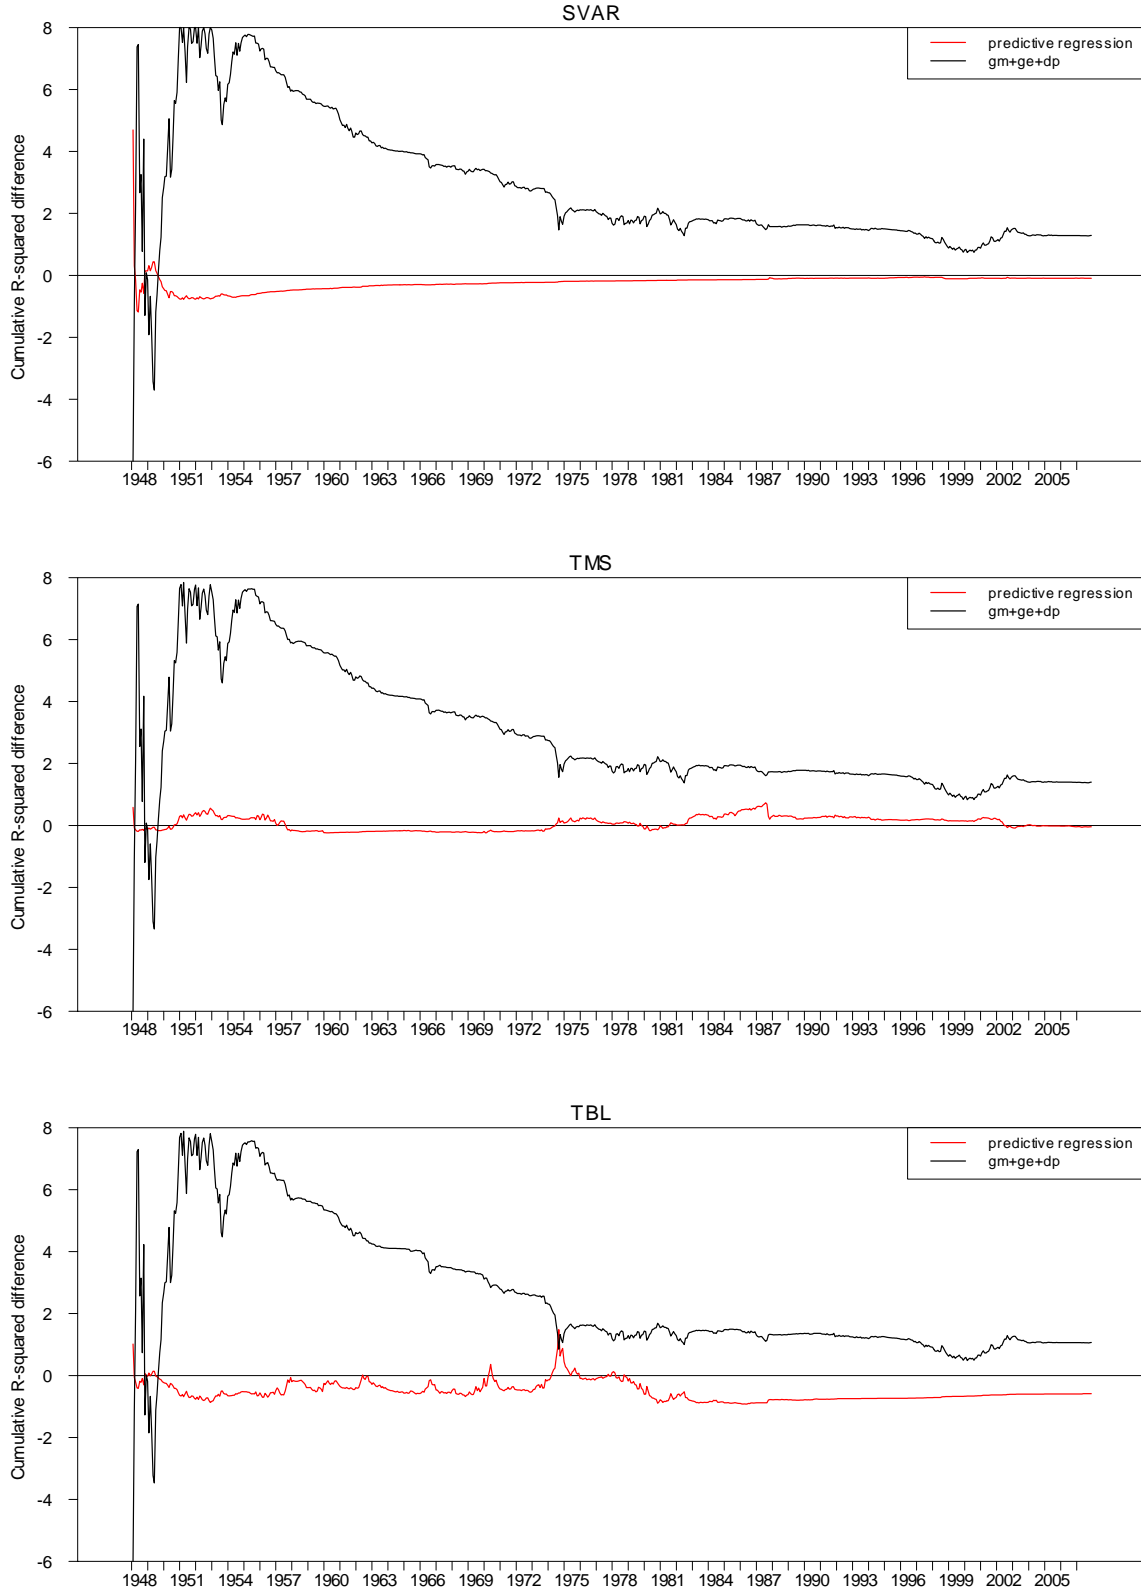 SVAR
predictive regression
gm+ge+dp
Cumulative R-squared difference
8
6
4
2
0
-2
-4
-6
1948 1951 1954 1957 1960 1963 1966 1969 1972 1975 1978 1981 1984 1987 1990 1993 1996 1999 2002 2005
TMS
predictive regression
gm+ge+dp
Cumulative R-squared difference
8
6
4
2
0
-2
-4
-6
1948 1951 1954 1957 1960 1963 1966 1969 1972 1975 1978 1981 1984 1987 1990 1993 1996 1999 2002 2005
TBL
predictive regression
gm+ge+dp
Cumulative R-squared difference
8
6
4
2
0
-2
-4
-6
1948 1951 1954 1957 1960 1963 1966 1969 1972 1975 1978 1981 1984 1987 1990 1993 1996 1999 2002 2005